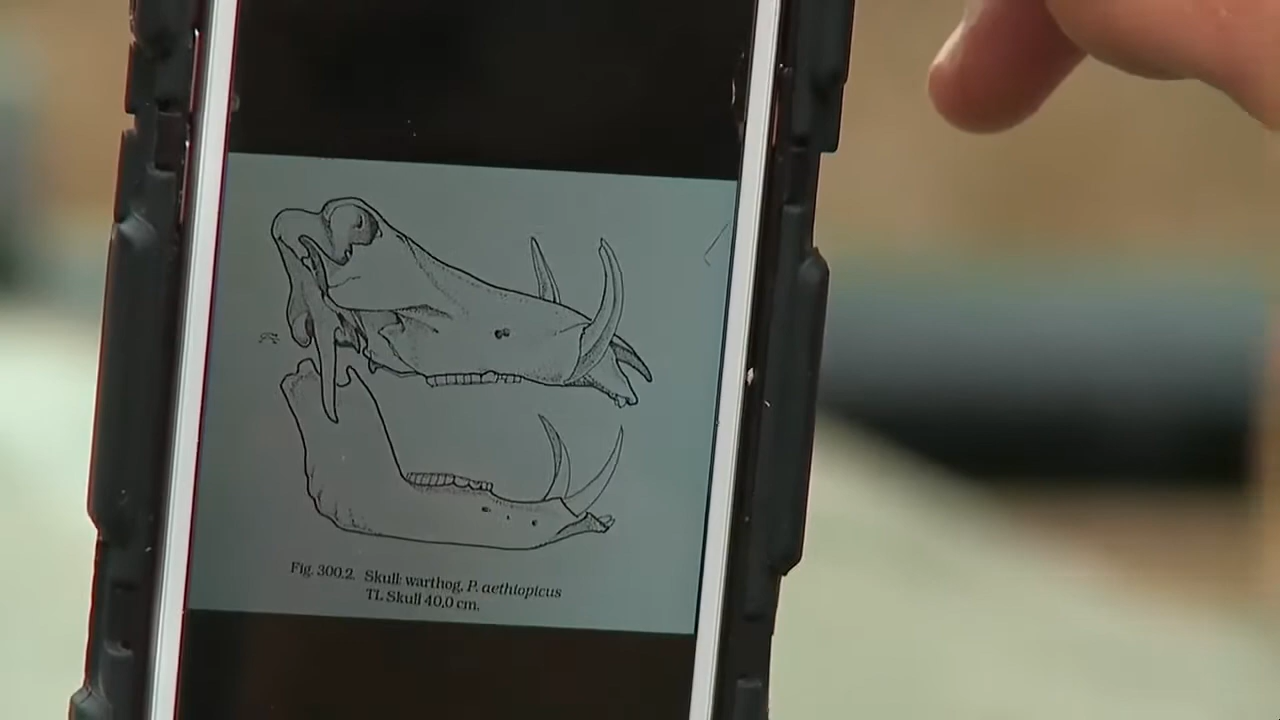 Fig. 300.2. Skull: warthog, P. aethiopicus
TL Skull 40.0 cm.